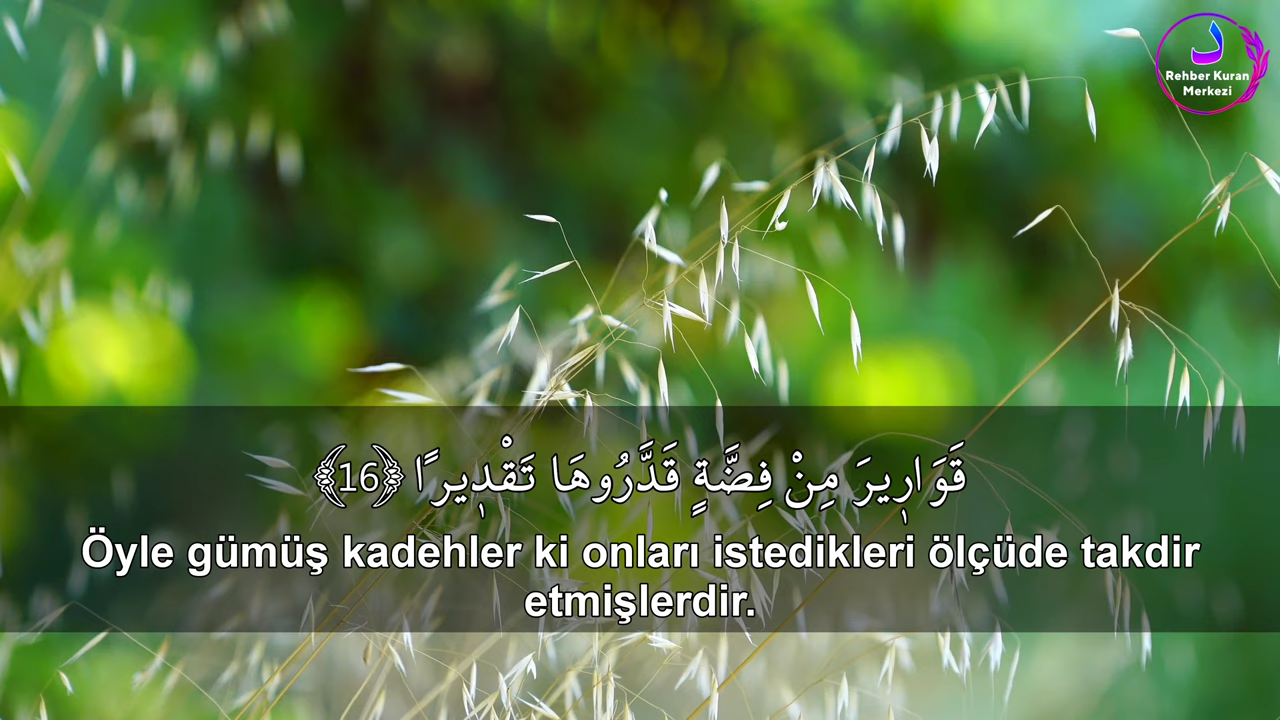 Rehber Kuran
Merkezi
قَوَارٖيرَ مِنْ فِضَّةٍ قَدَّرُوهَا تَقْدٖيرًا ﴿16﴾
Öyle gümüş kadehler ki onları istedikleri ölçüde takdir
etmişlerdir.